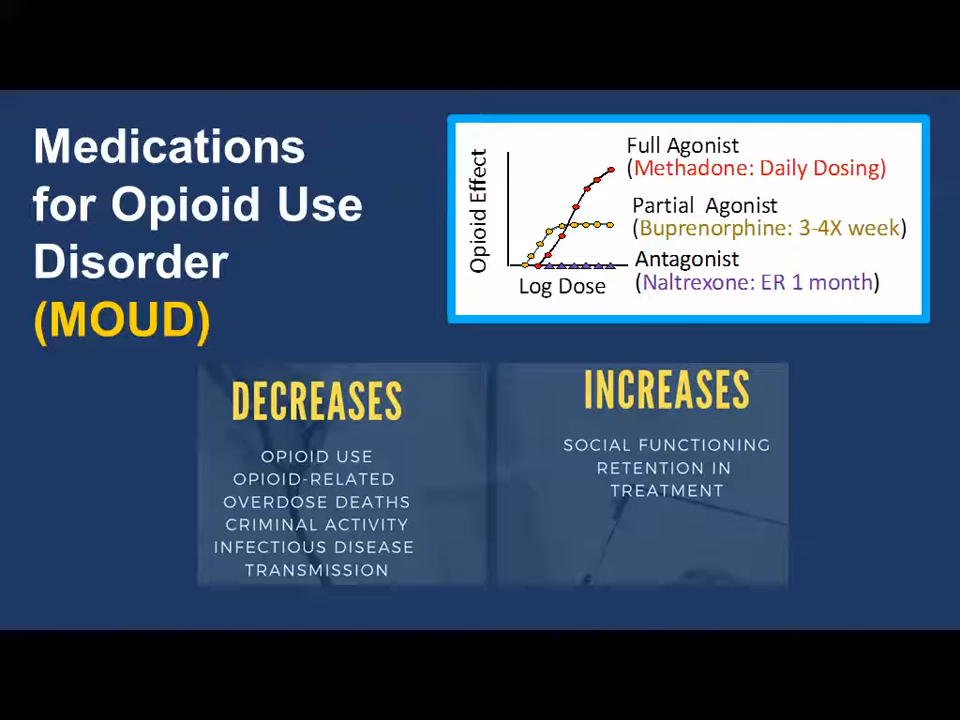 Medications
for Opioid Use
Disorder
(MOUD)
Opioid Effect
Log Dose
Full Agonist
(Methadone: Daily Dosing)
Partial Agonist
(Buprenorphine: 3-4X week)
Antagonist
(Naltrexone: ER 1 month)
DECREASES
OPIOID USE
OPIOID-RELATED
OVERDOSE DEATHS
CRIMINAL ACTIVITY
INFECTIOUS DISEASE
TRANSMISSION
INCREASES
SOCIAL FUNCTIONING
RETENTION IN
TREATMENT